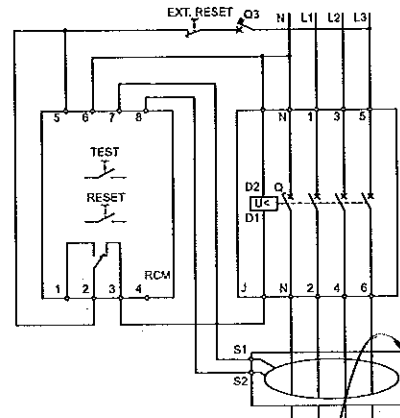 EXT. RESET Q3 N L1 L2 L3
5 6 7 8 N 1 3 5
TEST
D2 Q
RESET
U<
D1
RCM
1 2 3 4 J N 2 4 6
S1
S2